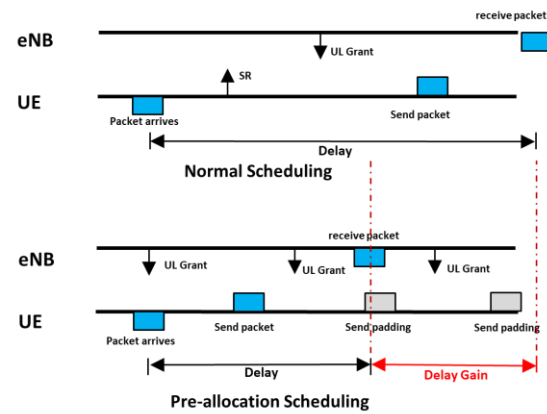 receive packet
eNB
UL Grant
SR
UE
Packet arrives
Send packet
Delay
Normal Scheduling
receive packet
eNB
UL Grant
UL Grant
UL Grant
UE
Send packet
Send padding
Send padding
Packet arrives
Delay
Delay Gain
Pre-allocation Scheduling